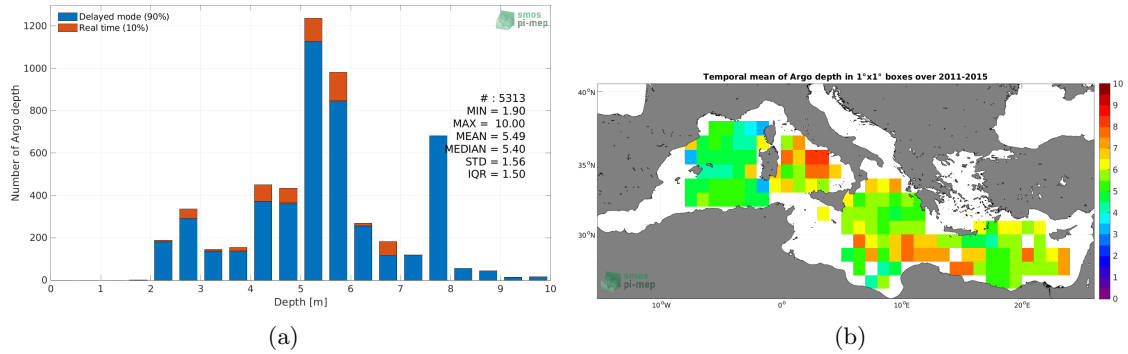 Delayed mode (90%)
Real time (10%)
smos
pi-mep
1200
1000
800
600
400
200
0
Number of Argo depth
# : 5313
MIN = 1.90
MAX = 10.00
MEAN = 5.49
MEDIAN = 5.40
STD = 1.56
IQR = 1.50
0 1 2 3 4 5 6 7 8 9 10
Depth [m]
(a)
Temporal mean of Argo depth in 1°x1° boxes over 2011-2015
40°N
35°N
30°N
10°W 0° 10°E 20°E
smos
pi-mep
10
9
8
7
6
5
4
3
2
1
0
(b)